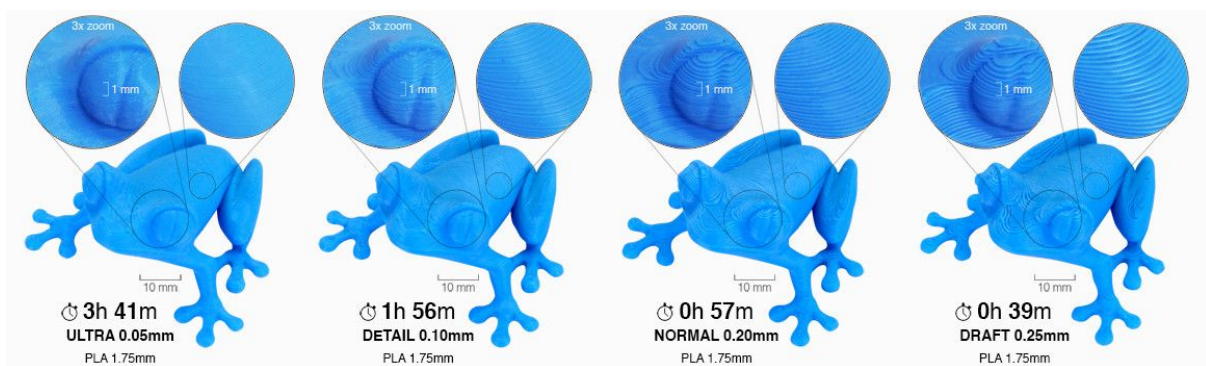 3x zoom
1 mm
10 mm
3h 41m
ULTRA 0.05mm
PLA 1.75mm
3x zoom
1 mm
10 mm
1h 56m
DETAIL 0.10mm
PLA 1.75mm
3x zoom
1 mm
10 mm
0h 57m
NORMAL 0.20mm
PLA 1.75mm
3x zoom
1 mm
10 mm
0h 39m
DRAFT 0.25mm
PLA 1.75mm